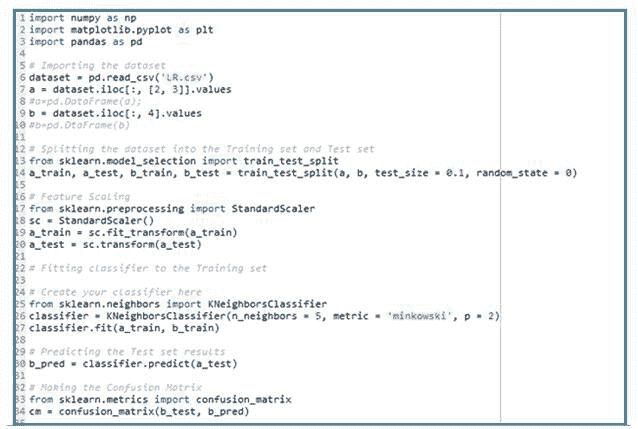 1 import numpy as np
2 import matplotlib.pyplot as plt
3 import pandas as pd
4
5 # Importing the dataset
6 dataset = pd.read_csv('LR.csv')
7 a = dataset.iloc[:, [2, 3]].values
8 #a=pd.DataFrame(a);
9 b = dataset.iloc[:, 4].values
10 #b=pd.DtaFrame(b)
11
12 # Splitting the dataset into the Training set and Test set
13 from sklearn.model_selection import train_test_split
14 a_train, a_test, b_train, b_test = train_test_split(a, b, test_size = 0.1, random_state = 0)
15
16 # Feature Scaling
17 from sklearn.preprocessing import StandardScaler
18 sc = StandardScaler()
19 a_train = sc.fit_transform(a_train)
20 a_test = sc.transform(a_test)
21
22 # Fitting classifier to the Training set
23
24 # Create your classifier here
25 from sklearn.neighbors import KNeighborsClassifier
26 classifier = KNeighborsClassifier(n_neighbors = 5, metric = 'minkowski', p = 2)
27 classifier.fit(a_train, b_train)
28
29 # Predicting the Test set results
30 b_pred = classifier.predict(a_test)
31
32 # Making the Confusion Matrix
33 from sklearn.metrics import confusion_matrix
34 cm = confusion_matrix(b_test, b_pred)